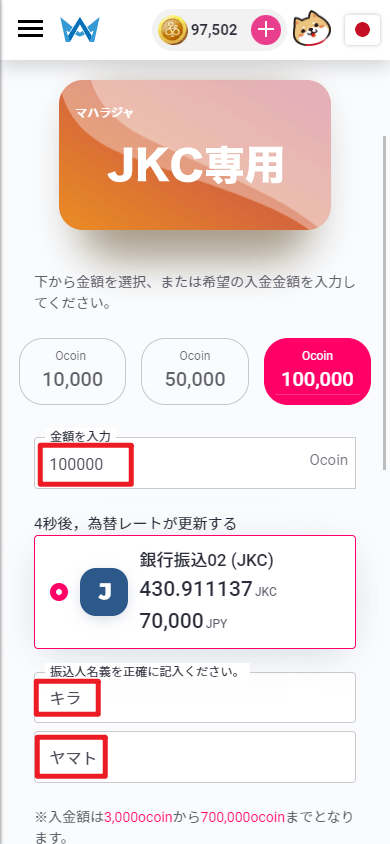 97,502
マハラジャ
JKC専用
下から金額を選択、または希望の入金金額を入力し
てください。
Ocoin
10,000
Ocoin
50,000
Ocoin
100,000
金額を入力
100000
Ocoin
4秒後，為替レートが更新する
J
銀行振込02 (JKC)
430.911137 JKC
70,000 JPY
振込人名義を正確に記入ください。
キラ
ヤマト
※入金額は3,000ocoinから700,000ocoinまでとなり
ます。